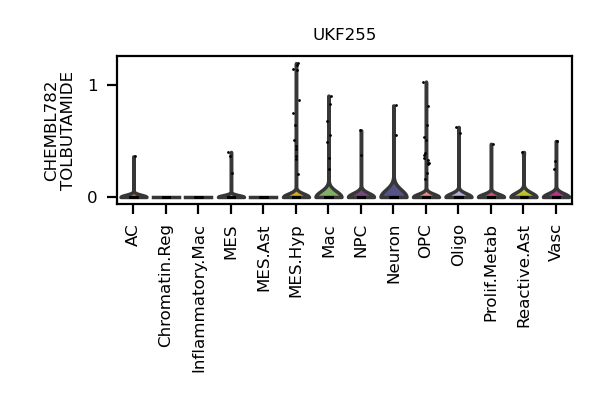 UKF255
CHEMBL782
TOLBUTAMIDE
1
0
AC
Chromatin.Reg
Inflammatory.Mac
MES
MES.Ast
MES.Hyp
Mac
NPC
Neuron
OPC
Oligo
Prolif.Metab
Reactive.Ast
Vasc